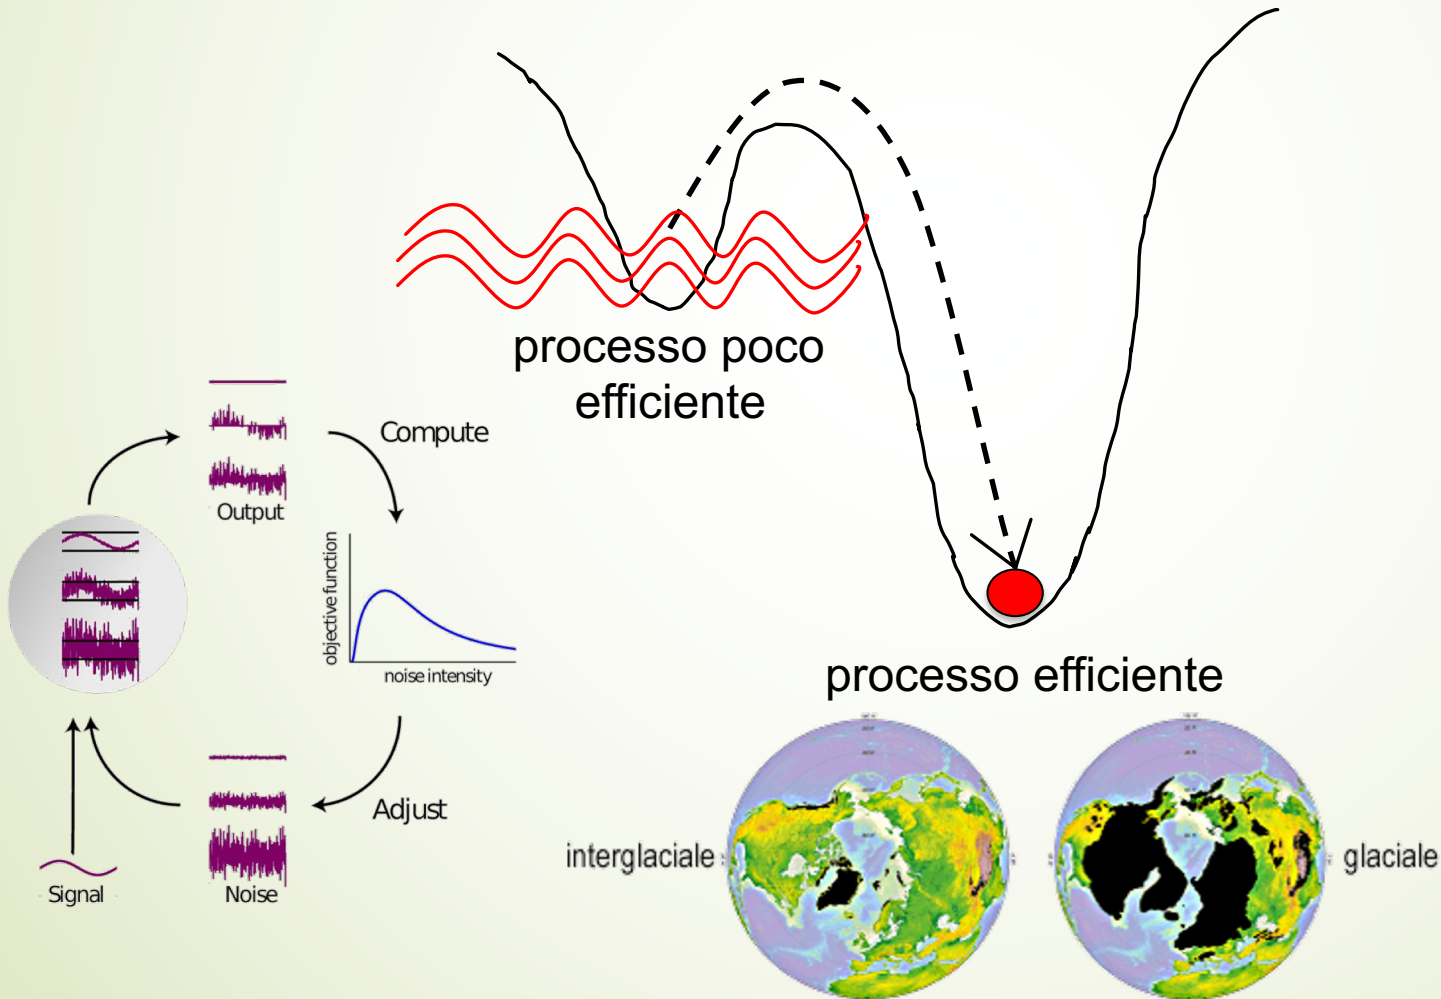 processo poco
efficiente
Compute
Output
objective function
noise intensity
processo efficiente
Adjust
Signal
Noise
interglaciale
glaciale